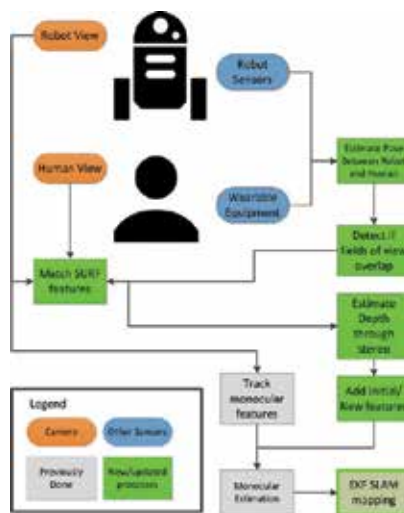 Robot View
Robot
Sensors
Human View
Estimate Pose
Between Robot
and Human
Wearable
Equipment
Detect if
fields of view
overlap
Match SURF
features
Estimate
Depth
through
stereo
Track
monocular
features
Add Initial/
New features
Legend
Camera
Other Sensors
Previously
Done
New/updated
processes
Monocular
Estimation
EKF SLAM
mapping